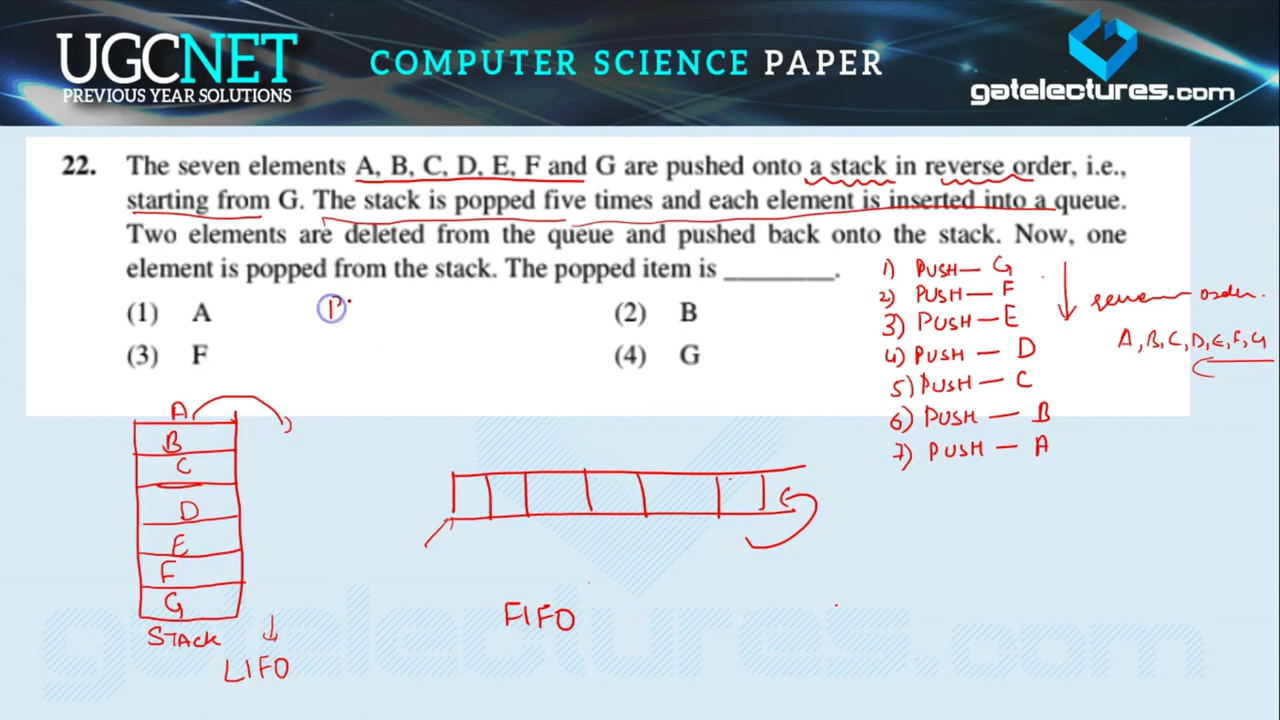 UGCNET
PREVIOUS YEAR SOLUTIONS
COMPUTER SCIENCE PAPER
gatelectures.com
22. The seven elements A, B, C, D, E, F and G are pushed onto a stack in reverse order, i.e.,
starting from G. The stack is popped five times and each element is inserted into a queue.
Two elements are deleted from the queue and pushed back onto the stack. Now, one
element is popped from the stack. The popped item is ________.
(1) A
(2) B
(3) F
(4) G
1) PUSH — G
2) PUSH — F
3) PUSH — E
4) PUSH — D
5) PUSH — C
6) PUSH — B
7) PUSH — A
order.
A, B, C, D, E, F, G
A
B
C
D
E
F
G
STACK
LIFO
FIFO
gatelectures.com